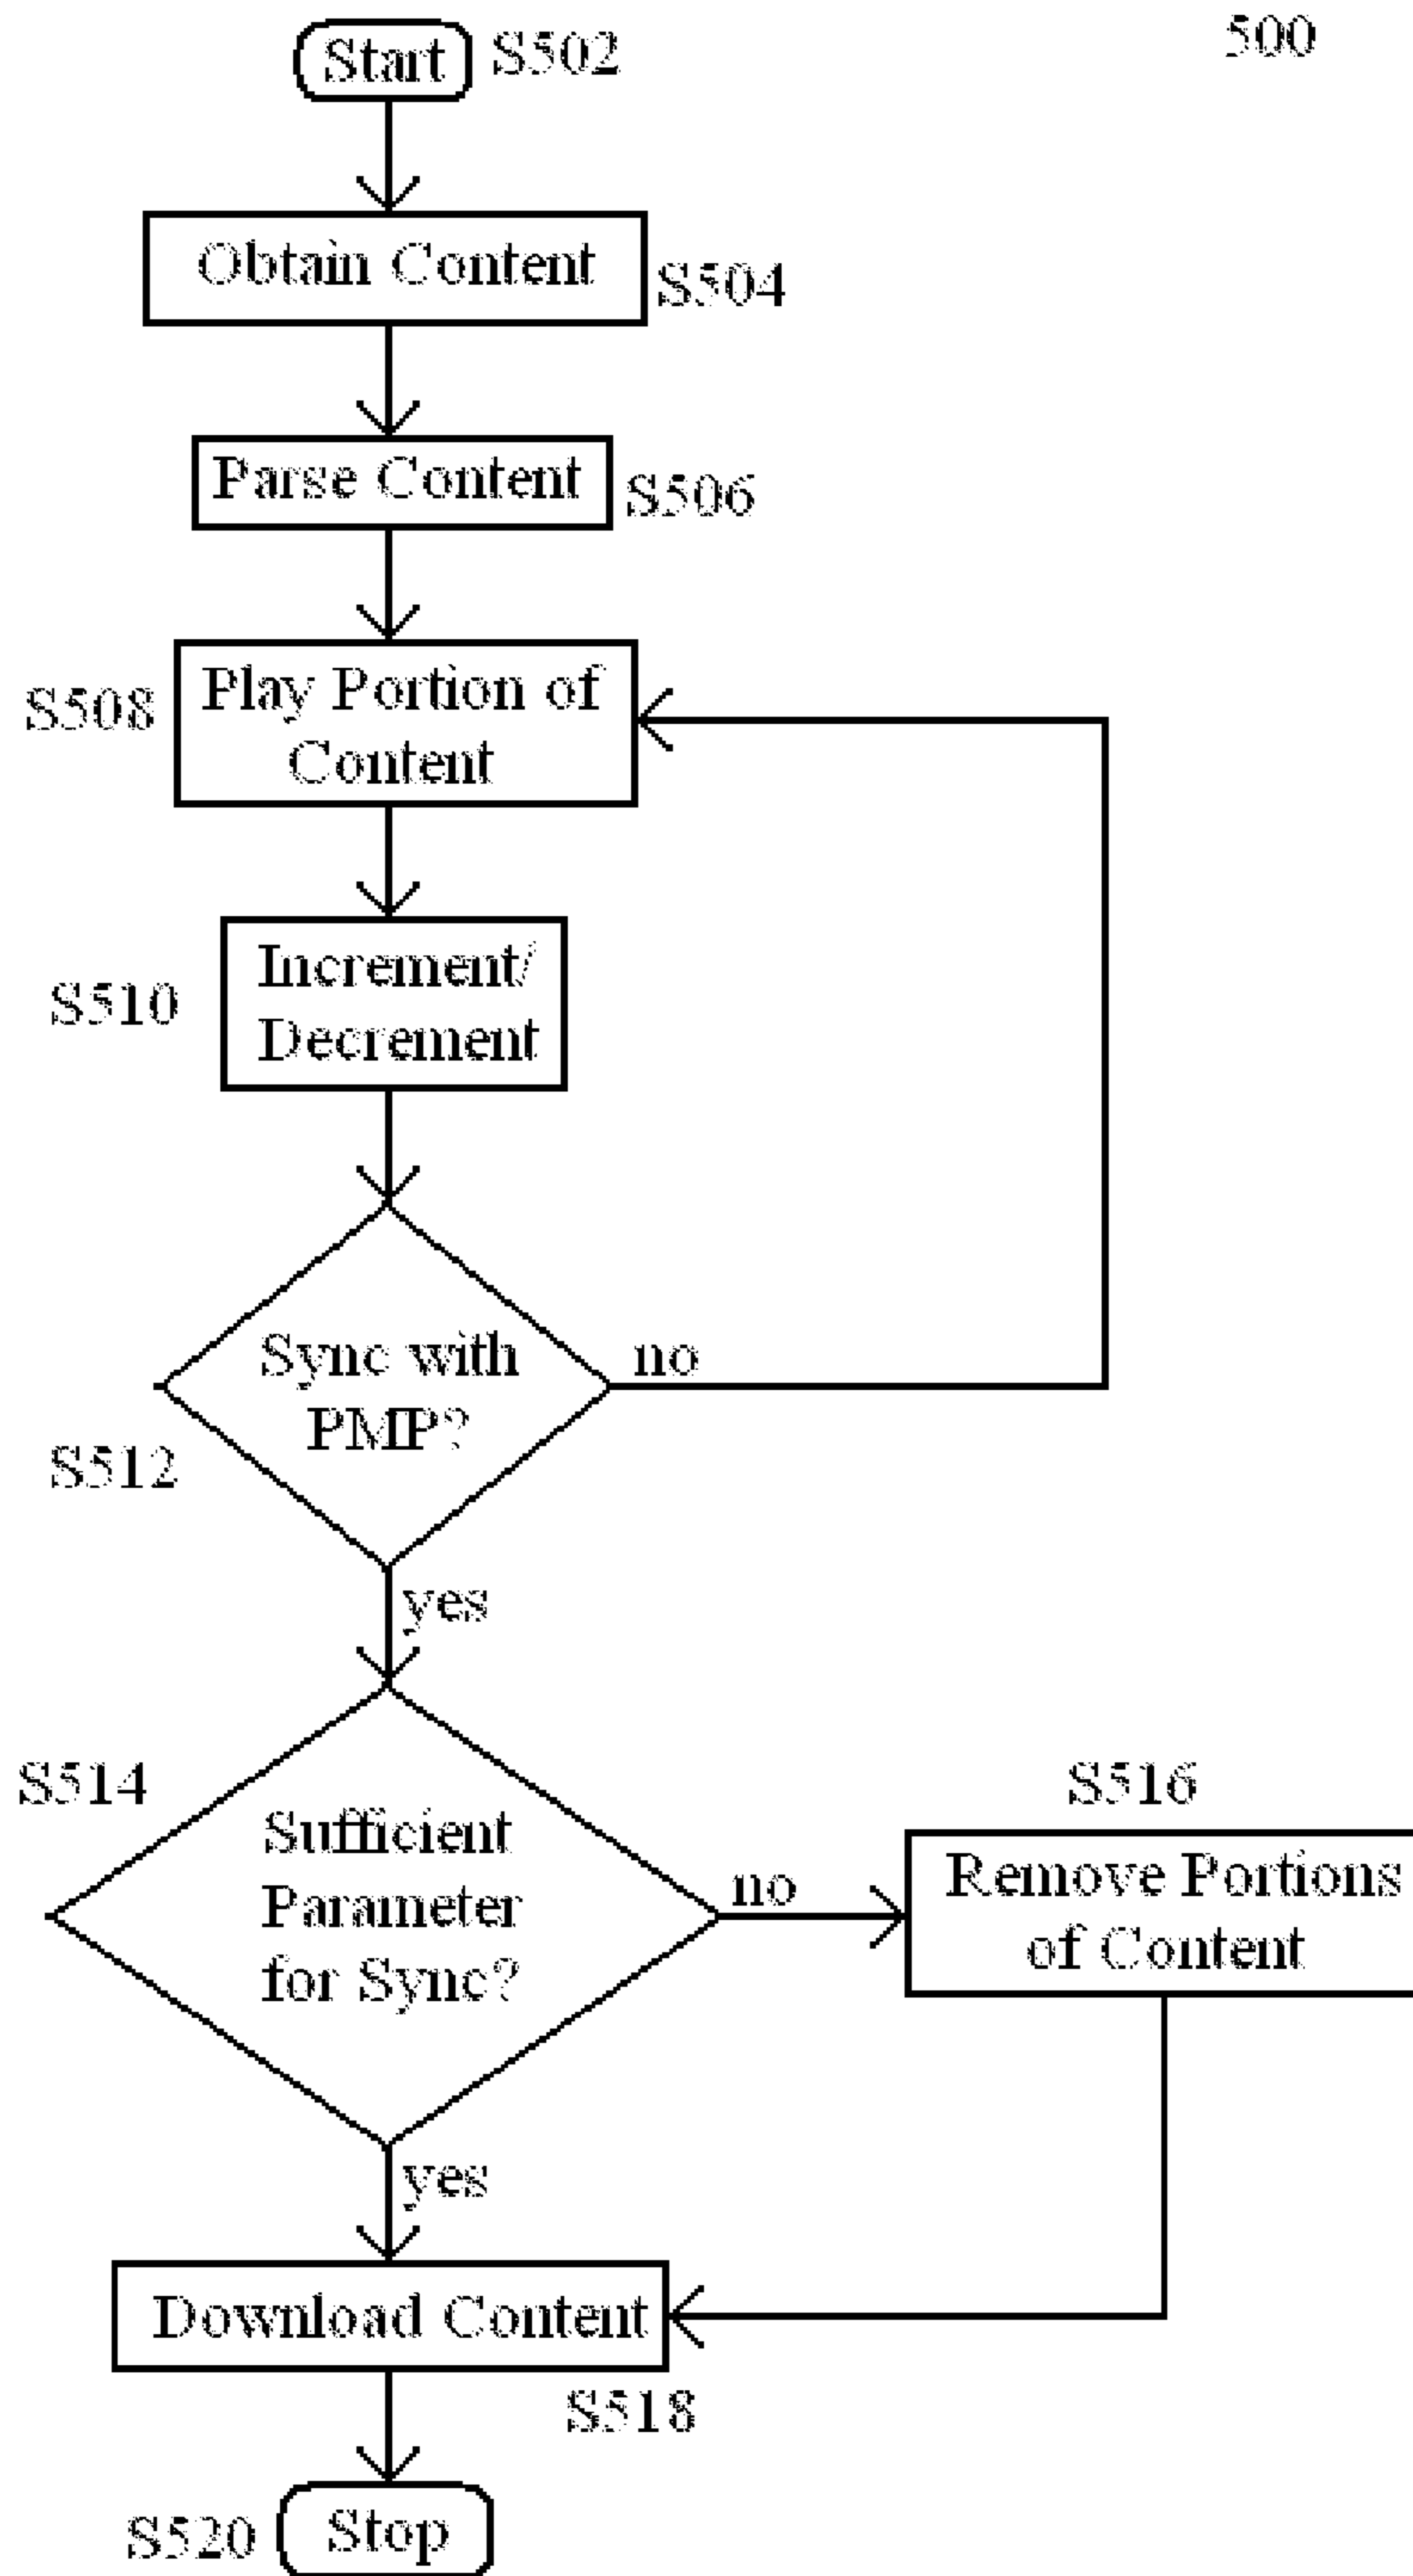 500
Start S502
Obtain Content
S504
Parse Content
S506
Play Portion of
Content
S508
Increment/
Decrement
S510
Sync with
PMP?
no
S512
yes
S514
Sufficient
Parameter
for Sync?
no
S516
Remove Portions
of Content
yes
Download Content
S518
Stop
S520